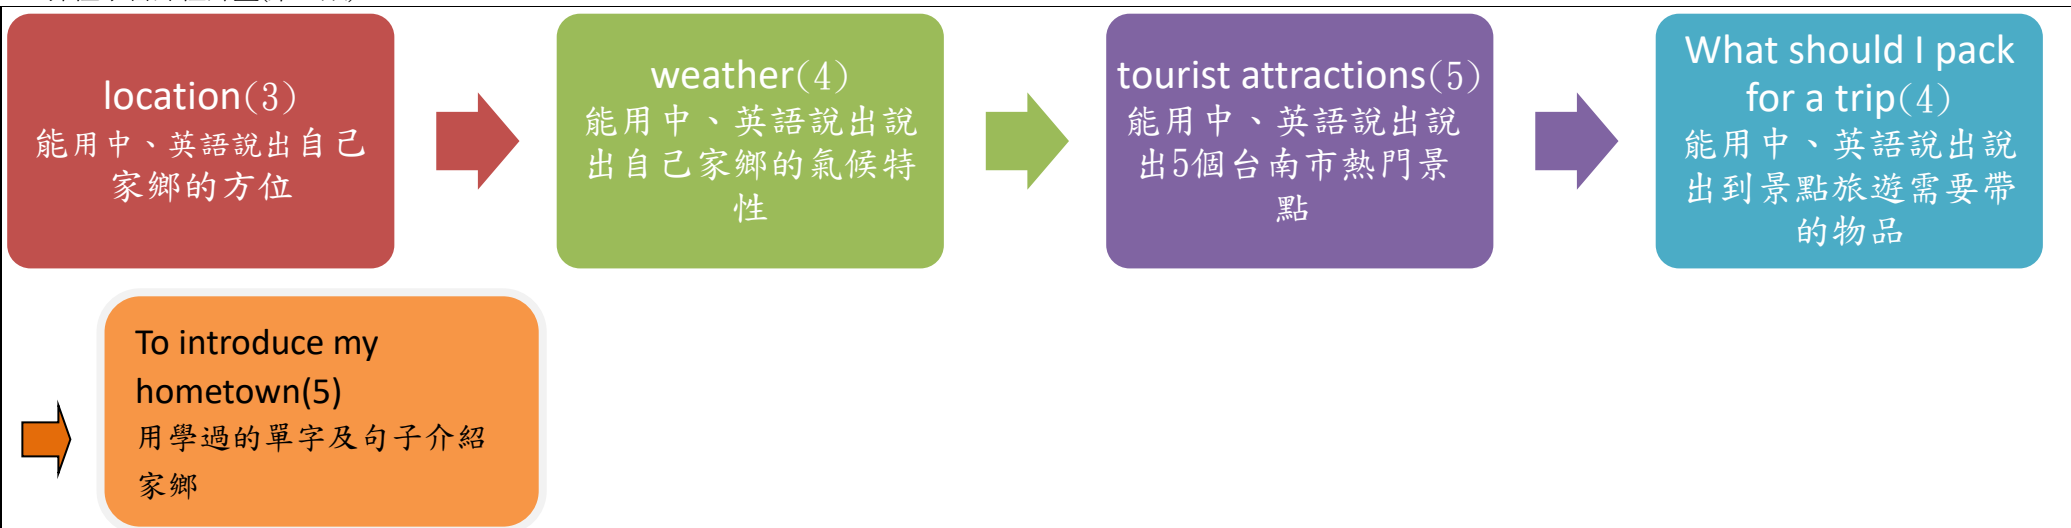 location(3)
能用中、英語說出自己
家鄉的方位
weather(4)
能用中、英語說出說
出自己家鄉的氣候特
性
tourist attractions(5)
能用中、英語說出說
出5個台南市熱門景
點
What should I pack
for a trip(4)
能用中、英語說出說
出到景點旅遊需要帶
的物品
To introduce my
hometown(5)
用學過的單字及句子介紹
家鄉